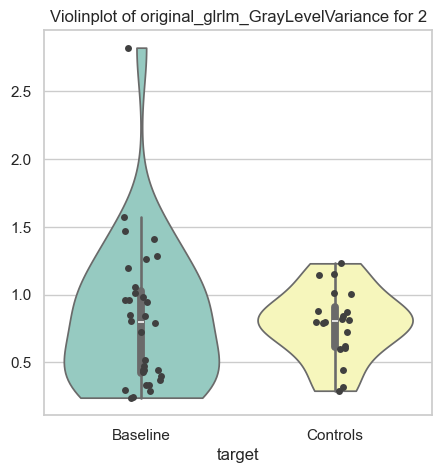 Violinplot of original_glrlm_GrayLevelVariance for 2
2.5
2.0
1.5
1.0
0.5
Baseline
Controls
target